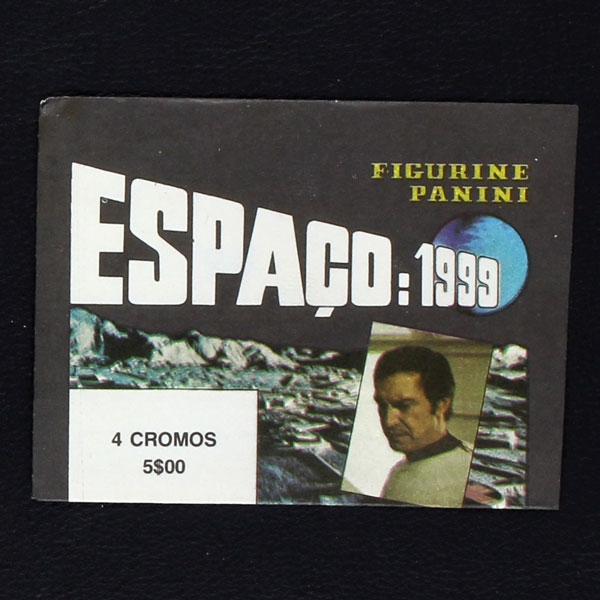 FIGURINE
PANINI
ESPAÇO: 1999
4 CROMOS
5$00